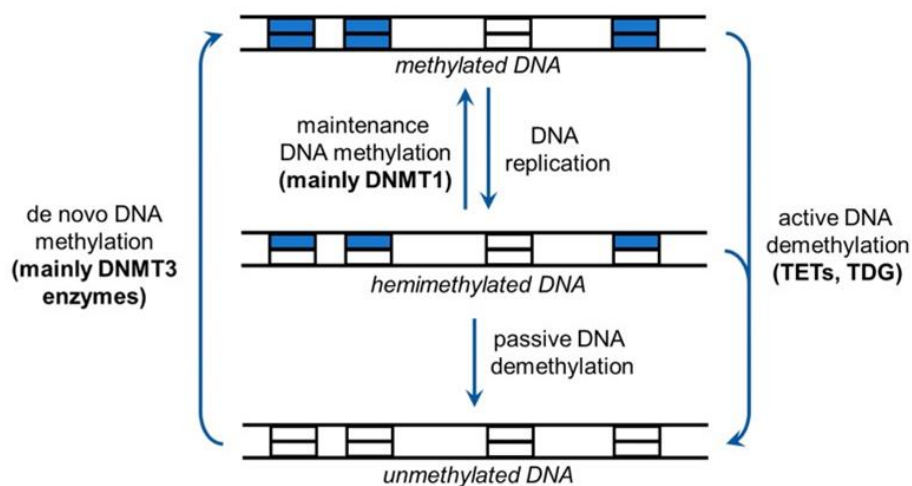 methylated DNA
maintenance
DNA methylation
(mainly DNMT1)
DNA
replication
de novo DNA
methylation
(mainly DNMT3
enzymes)
active DNA
demethylation
(TETs, TDG)
hemimethylated DNA
passive DNA
demethylation
unmethylated DNA